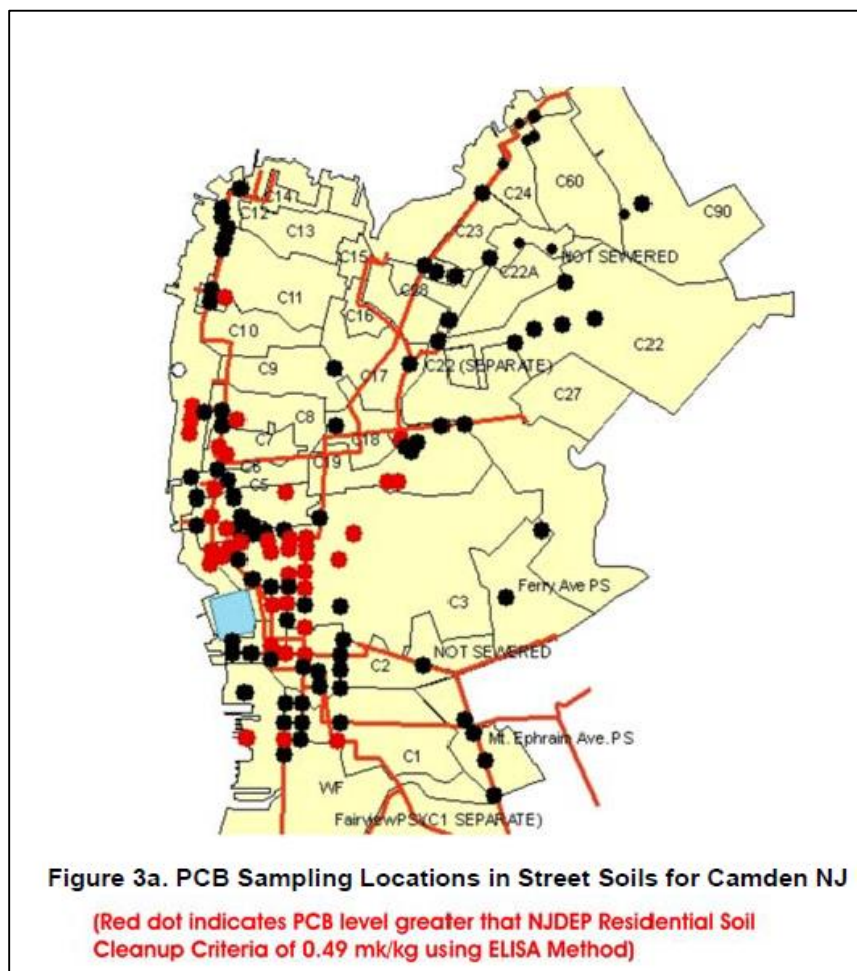 C60
C24
C14
C12
C90
C13
C23
C15
NOT SEWERED
C22A
C28
C11
C16
C10
C22
C22 (SEPARATE)
C9
C17
C27
C8
C7
C18
C19
C6
C5
Ferry Ave PS
C3
NOT SEWERED
C2
Mt. Ephrain Ave. PS
C1
WF
FairviewPS(C1 SEPARATE)
Figure 3a. PCB Sampling Locations in Street Soils for Camden NJ
(Red dot indicates PCB level greater that NJDEP Residential Soil
Cleanup Criteria of 0.49 mk/kg using ELISA Method)